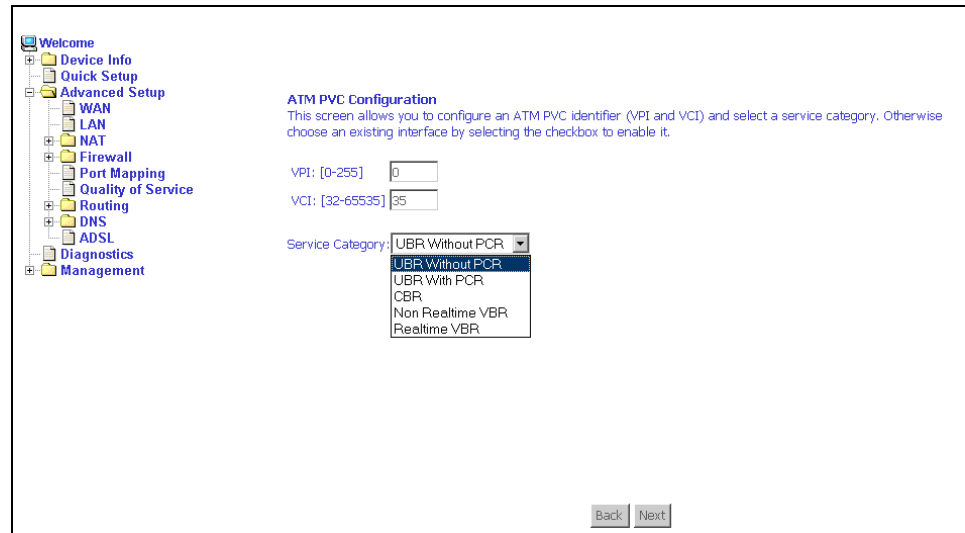 Welcome
Device Info
Quick Setup
Advanced Setup
WAN
LAN
NAT
Firewall
Port Mapping
Quality of Service
Routing
DNS
ADSL
Diagnostics
Management
ATM PVC Configuration
This screen allows you to configure an ATM PVC identifier (VPI and VCI) and select a service category. Otherwise
choose an existing interface by selecting the checkbox to enable it.
VPI: [0-255] 0
VCI: [32-65535] 35
Service Category: UBR Without PCR
UBR Without PCR
UBR With PCR
CBR
Non Realtime VBR
Realtime VBR
Back Next